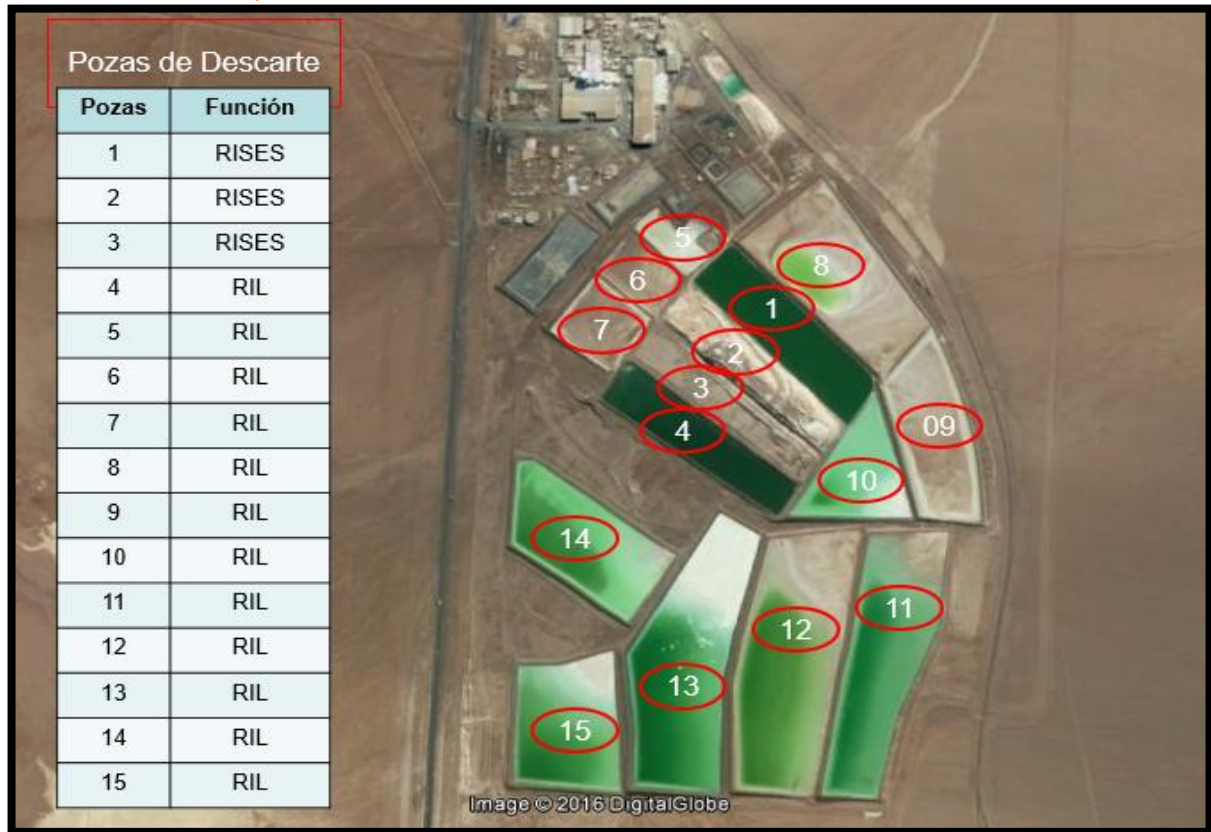 Pozas de Descarte
Pozas Función
1 RISES
2 RISES
3 RISES
4 RIL
5 RIL
6 RIL
7 RIL
8 RIL
9 RIL
10 RIL
11 RIL
12 RIL
13 RIL
14 RIL
15 RIL
5
8
6
1
7
2
3
4
09
10
14
11
12
13
15
Image © 2016 DigitalGlobe